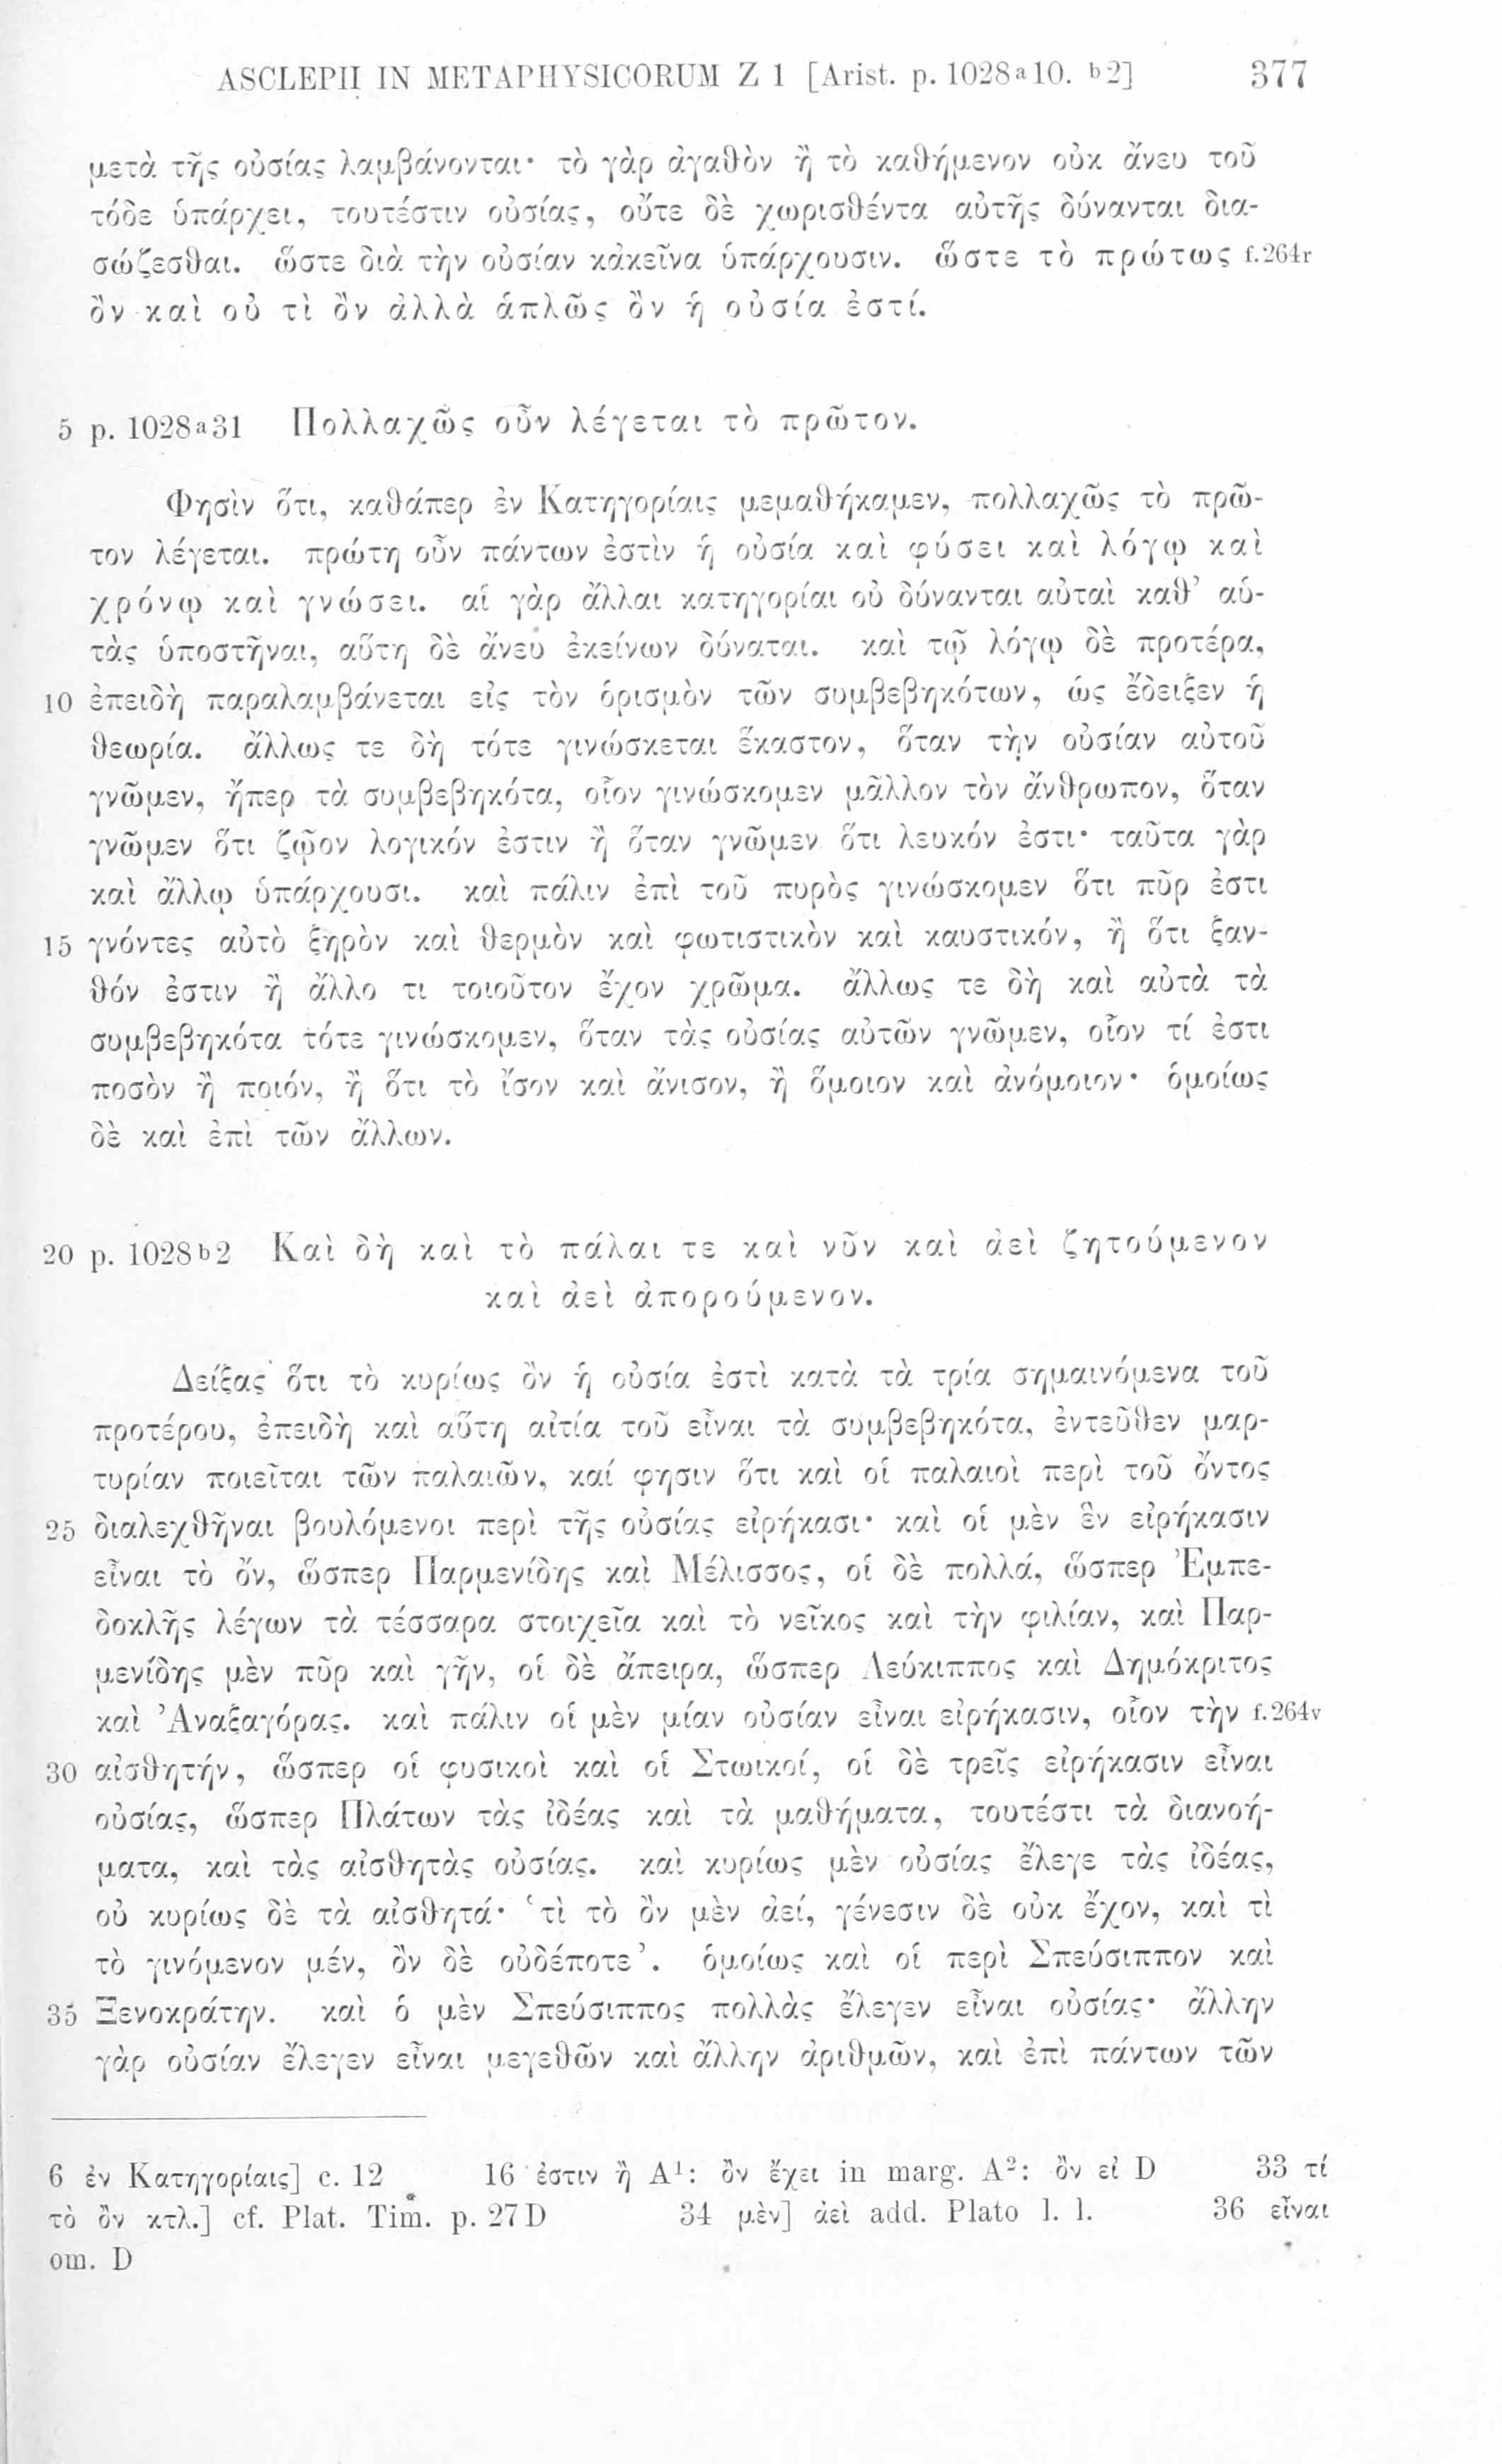 ASCLEPII IN METAPHYSICORUM Z 1 [Arist. p. 1028ª10. ᵇ2] 377
μετὰ τῆς οὐσίας λαμβάνονται· τὸ γὰρ ἀγαθὸν ἢ τὸ καθήμενον οὐκ ἄνευ τοῦ
τόδε ὑπάρχει, τουτέστιν οὐσίας, οὔτε δὲ χωρισθέντα αὐτῆς δύνανται δια-
σώζεσθαι. ὥστε διὰ τὴν οὐσίαν κἀκεῖνα ὑπάρχουσιν. ὥστε τὸ πρώτως f.264r
ὂν καὶ οὐ τὶ ὂν ἀλλὰ ἁπλῶς ὂν ἡ οὐσία ἐστί.
5 p. 1028ª31 Πολλαχῶς οὖν λέγεται τὸ πρῶτον.
Φησὶν ὅτι, καθάπερ ἐν Κατηγορίαις μεμαθήκαμεν, πολλαχῶς τὸ πρῶ-
τον λέγεται. πρώτη οὖν πάντων ἐστὶν ἡ οὐσία καὶ φύσει καὶ λόγῳ καὶ
χρόνῳ καὶ γνώσει. αἱ γὰρ ἄλλαι κατηγορίαι οὐ δύνανται αὐταὶ καθ’ αὑ-
τὰς ὑποστῆναι, αὕτη δὲ ἄνευ ἐκείνων δύναται. καὶ τῷ λόγῳ δὲ προτέρα,
10 ἐπειδὴ παραλαμβάνεται εἰς τὸν ὁρισμὸν τῶν συμβεβηκότων, ὡς ἔδειξεν ἡ
θεωρία. ἄλλως τε δὴ τότε γινώσκεται ἕκαστον, ὅταν τὴν οὐσίαν αὐτοῦ
γνῶμεν, ἤπερ τὰ συμβεβηκότα, οἷον γινώσκομεν μᾶλλον τὸν ἄνθρωπον, ὅταν
γνῶμεν ὅτι ζῷον λογικόν ἐστιν ἢ ὅταν γνῶμεν ὅτι λευκόν ἐστι· ταῦτα γὰρ
καὶ ἄλλῳ ὑπάρχουσι. καὶ πάλιν ἐπὶ τοῦ πυρὸς γινώσκομεν ὅτι πῦρ ἐστι
15 γνόντες αὐτὸ ξηρὸν καὶ θερμὸν καὶ φωτιστικὸν καὶ καυστικόν, ἢ ὅτι ξαν-
θόν ἐστιν ἢ ἄλλο τι τοιοῦτον ἔχον χρῶμα. ἄλλως τε δὴ καὶ αὐτὰ τὰ
συμβεβηκότα τότε γινώσκομεν, ὅταν τὰς οὐσίας αὐτῶν γνῶμεν, οἷον τί ἐστι
ποσὸν ἢ ποιόν, ἢ ὅτι τὸ ἴσον καὶ ἄνισον, ἢ ὅμοιον καὶ ἀνόμοιον· ὁμοίως
δὲ καὶ ἐπὶ τῶν ἄλλων.
20 p. 1028ᵇ2 Καὶ δὴ καὶ τὸ πάλαι τε καὶ νῦν καὶ ἀεὶ ζητούμενον
καὶ ἀεὶ ἀπορούμενον.
Δείξας ὅτι τὸ κυρίως ὂν ἡ οὐσία ἐστὶ κατὰ τὰ τρία σημαινόμενα τοῦ
προτέρου, ἐπειδὴ καὶ αὕτη αἰτία τοῦ εἶναι τὰ συμβεβηκότα, ἐντεῦθεν μαρ-
τυρίαν ποιεῖται τῶν παλαιῶν, καί φησιν ὅτι καὶ οἱ παλαιοὶ περὶ τοῦ ὄντος
25 διαλεχθῆναι βουλόμενοι περὶ τῆς οὐσίας εἰρήκασι· καὶ οἱ μὲν ἓν εἰρήκασιν
εἶναι τὸ ὄν, ὥσπερ Παρμενίδης καὶ Μέλισσος, οἱ δὲ πολλά, ὥσπερ Ἐμπε-
δοκλῆς λέγων τὰ τέσσαρα στοιχεῖα καὶ τὸ νεῖκος καὶ τὴν φιλίαν, καὶ Παρ-
μενίδης μὲν πῦρ καὶ γῆν, οἱ δὲ ἄπειρα, ὥσπερ Λεύκιππος καὶ Δημόκριτος
καὶ Ἀναξαγόρας. καὶ πάλιν οἱ μὲν μίαν οὐσίαν εἶναι εἰρήκασιν, οἷον τὴν f.264v
30 αἰσθητήν, ὥσπερ οἱ φυσικοὶ καὶ οἱ Στωικοί, οἱ δὲ τρεῖς εἰρήκασιν εἶναι
οὐσίας, ὥσπερ Πλάτων τὰς ἰδέας καὶ τὰ μαθήματα, τουτέστι τὰ διανοή-
ματα, καὶ τὰς αἰσθητὰς οὐσίας. καὶ κυρίως μὲν οὐσίας ἔλεγε τὰς ἰδέας,
οὐ κυρίως δὲ τὰ αἰσθητά· ‘τὶ τὸ ὂν μὲν ἀεί, γένεσιν δὲ οὐκ ἔχον, καὶ τὶ
τὸ γινόμενον μέν, ὂν δὲ οὐδέποτε’. ὁμοίως καὶ οἱ περὶ Σπεύσιππον καὶ
35 Ξενοκράτην. καὶ ὁ μὲν Σπεύσιππος πολλὰς ἔλεγεν εἶναι οὐσίας· ἄλλην
γὰρ οὐσίαν ἔλεγεν εἶναι μεγεθῶν καὶ ἄλλην ἀριθμῶν, καὶ ἐπὶ πάντων τῶν
6 ἐν Κατηγορίαις] c. 12 16 ἐστιν ἢ A¹: ὂν ἔχει in marg. A²: ὂν εἰ D 33 τί
τὸ ὂν κτλ.] cf. Plat. Tim. p. 27D 34 μὲν] ἀεὶ add. Plato l. l. 36 εἶναι
om. D